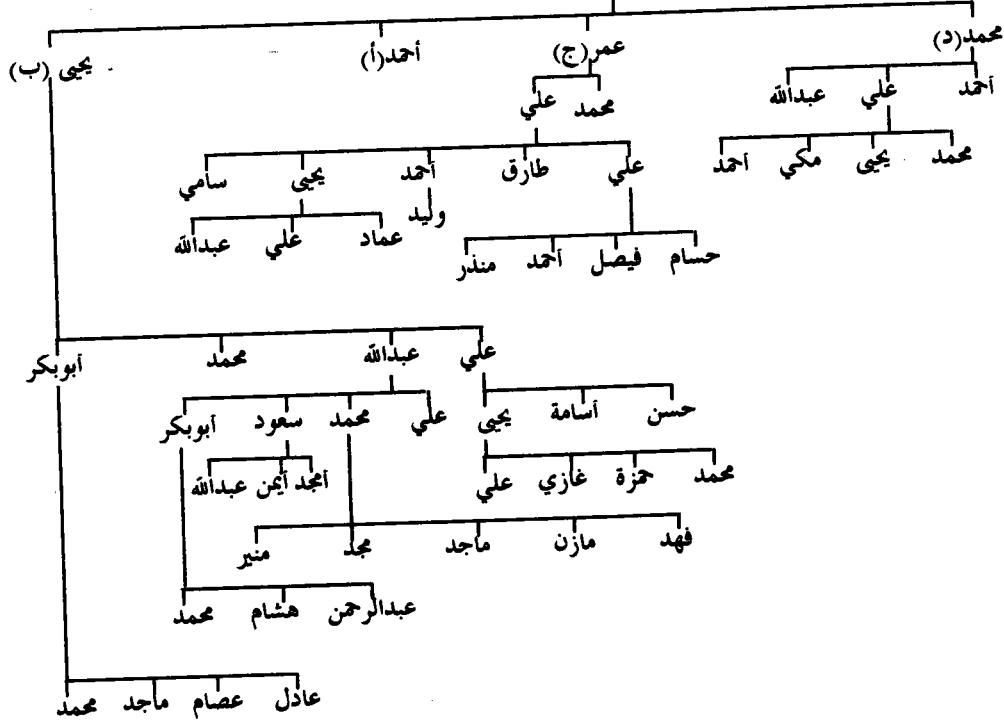 محمد(د) عمر(ج) أحمد(أ) يحيى (ب)
أحمد علي عبدالله
محمد علي
محمد يحيى مكي أحمد
علي طارق أحمد يحيى سامي
وليد
عماد علي عبدالله
حسام فيصل أحمد منذر
علي عبدالله محمد أبوبكر
حسن أسامة يحيى
علي محمد سعود أبوبكر
محمد حمزة غازي علي
أمجد أيمن عبدالله
فهد مازن ماجد مجد منير
عبدالرحمن هشام محمد
عادل عصام ماجد محمد